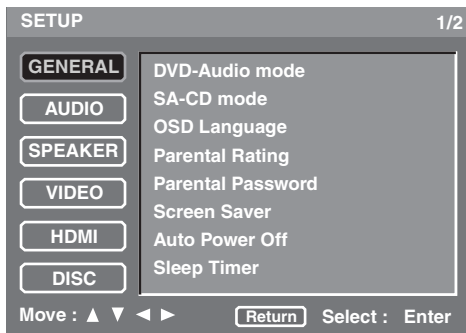 SETUP 1/2
GENERAL
AUDIO
SPEAKER
VIDEO
HDMI
DISC
DVD-Audio mode
SA-CD mode
OSD Language
Parental Rating
Parental Password
Screen Saver
Auto Power Off
Sleep Timer
Move : ▲ ▼ ◄ ► Return Select : Enter